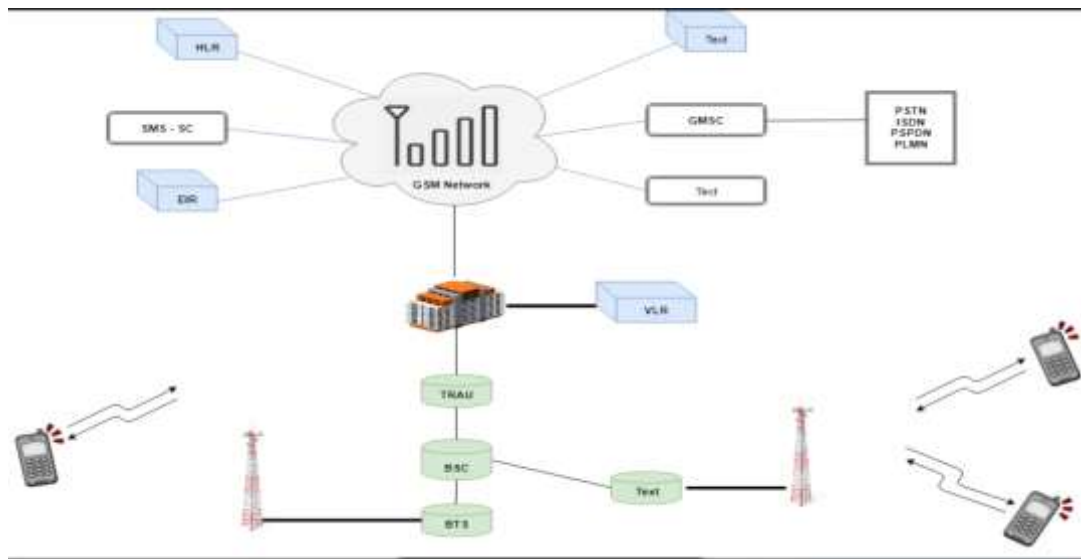 HLR
Text
SMS - SC
GMSC
PSTN
ISDN
PSPDN
PLMN
EIR
GSM Network
Text
VLR
TRAU
BSC
Text
BTS